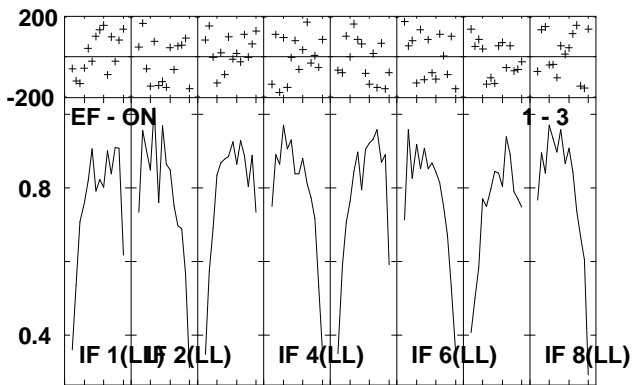 200
-200
EF - ON 1 - 3
0.8
0.4
IF 1(LL) IF 2(LL) IF 4(LL) IF 6(LL) IF 8(LL)